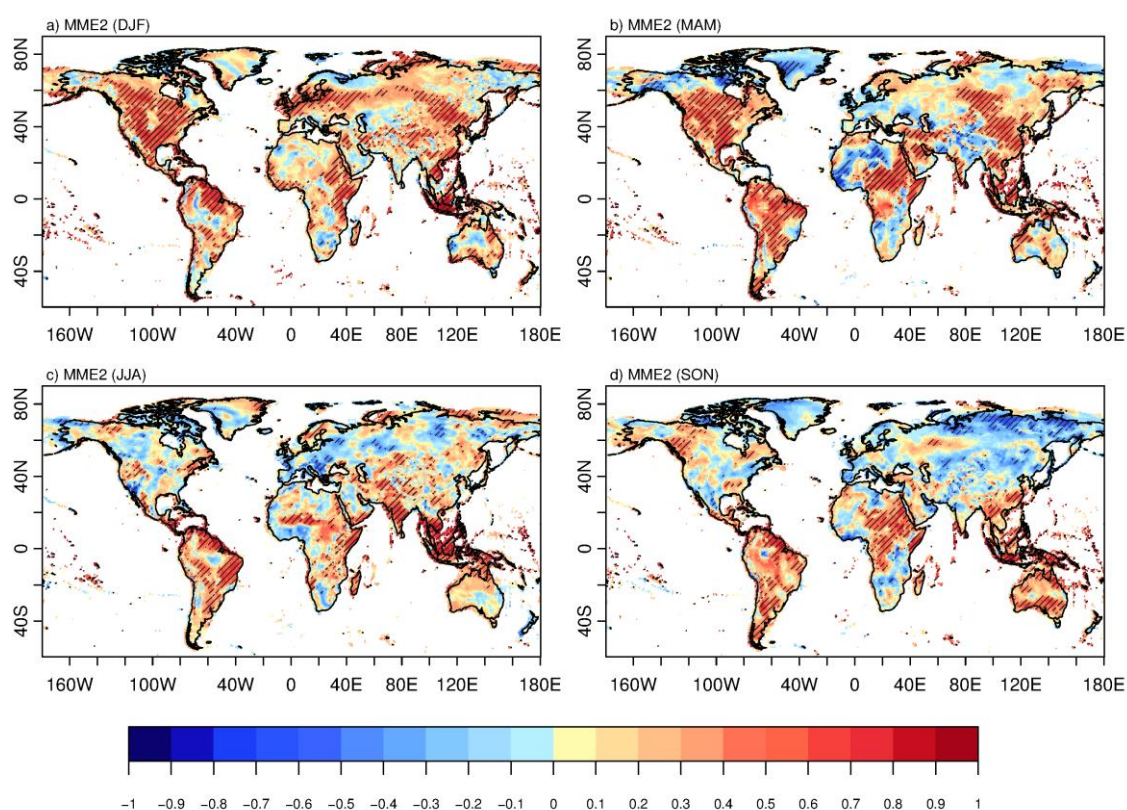 a) MME2 (DJF)
80N
40N
0
40S
160W 100W 40W 0 40E 80E 120E 180E
b) MME2 (MAM)
80N
40N
0
40S
160W 100W 40W 0 40E 80E 120E 180E
c) MME2 (JJA)
80N
40N
0
40S
160W 100W 40W 0 40E 80E 120E 180E
d) MME2 (SON)
80N
40N
0
40S
160W 100W 40W 0 40E 80E 120E 180E
−1 −0.9 −0.8 −0.7 −0.6 −0.5 −0.4 −0.3 −0.2 −0.1 0 0.1 0.2 0.3 0.4 0.5 0.6 0.7 0.8 0.9 1